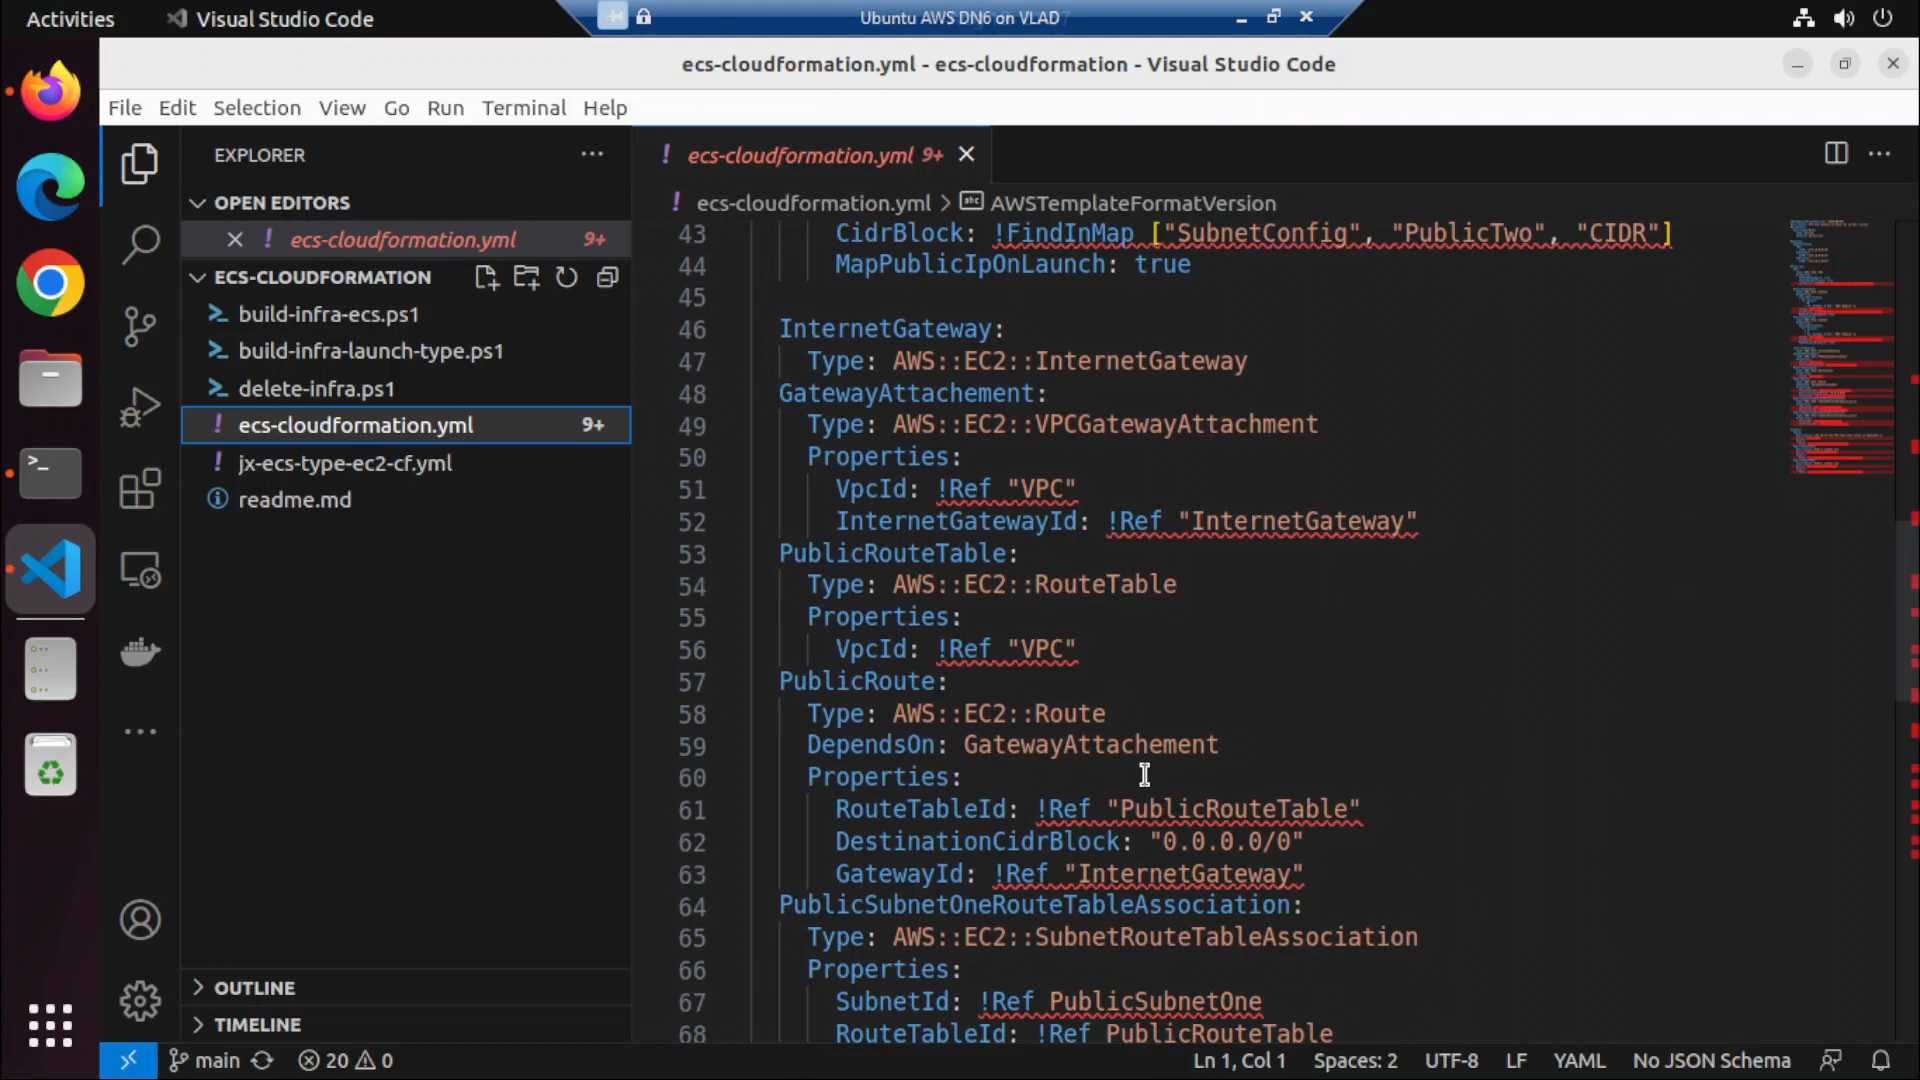 Activities
Visual Studio Code
Ubuntu AWS DN6 on VLAD
ecs-cloudformation.yml - ecs-cloudformation - Visual Studio Code
File Edit Selection View Go Run Terminal Help
EXPLORER
OPEN EDITORS
ecs-cloudformation.yml 9+
ECS-CLOUDFORMATION
build-infra-ecs.ps1
build-infra-launch-type.ps1
delete-infra.ps1
ecs-cloudformation.yml 9+
jx-ecs-type-ec2-cf.yml
readme.md
OUTLINE
TIMELINE
ecs-cloudformation.yml 9+
ecs-cloudformation.yml > AWSTemplateFormatVersion
43 CidrBlock: !FindInMap ["SubnetConfig", "PublicTwo", "CIDR"]
44 MapPublicIpOnLaunch: true
45
46 InternetGateway:
47 Type: AWS::EC2::InternetGateway
48 GatewayAttachement:
49 Type: AWS::EC2::VPCGatewayAttachment
50 Properties:
51 VpcId: !Ref "VPC"
52 InternetGatewayId: !Ref "InternetGateway"
53 PublicRouteTable:
54 Type: AWS::EC2::RouteTable
55 Properties:
56 VpcId: !Ref "VPC"
57 PublicRoute:
58 Type: AWS::EC2::Route
59 DependsOn: GatewayAttachement
60 Properties:
61 RouteTableId: !Ref "PublicRouteTable"
62 DestinationCidrBlock: "0.0.0.0/0"
63 GatewayId: !Ref "InternetGateway"
64 PublicSubnetOneRouteTableAssociation:
65 Type: AWS::EC2::SubnetRouteTableAssociation
66 Properties:
67 SubnetId: !Ref PublicSubnetOne
68 RouteTableId: !Ref PublicRouteTable
main 20 0 Ln 1, Col 1 Spaces: 2 UTF-8 LF YAML No JSON Schema